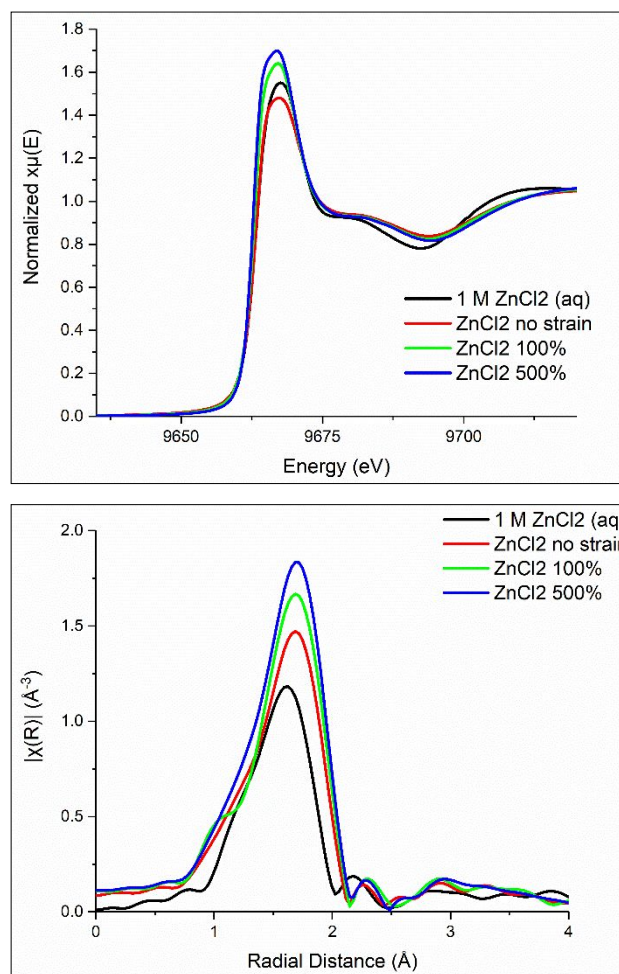 1.8
1.6
1.4
1.2
1.0
0.8
0.6
0.4
0.2
0.0
Normalized xμ(E)
1 M ZnCl2 (aq)
ZnCl2 no strain
ZnCl2 100%
ZnCl2 500%
9650 9675 9700
Energy (eV)
2.0
1.5
1.0
0.5
0.0
|χ(R)| (Å-3)
1 M ZnCl2 (aq
ZnCl2 no strain
ZnCl2 100%
ZnCl2 500%
0 1 2 3 4
Radial Distance (Å)